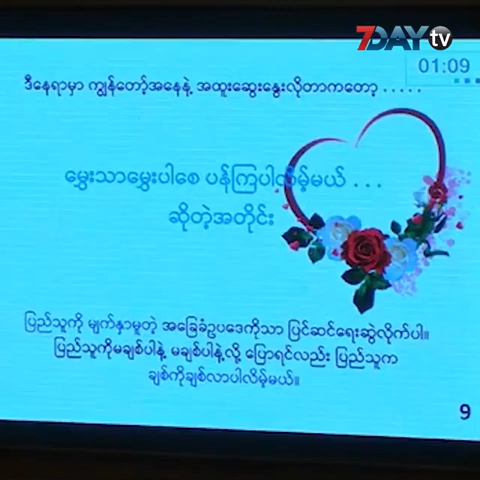 7DAY tv
01:09
ဒီနေရာမှာ ကျွန်တော့်အနေနဲ့ အထူးဆွေးနွေးလိုတာကတော့ . . . . .
မွှေးသာမွှေးပါစေ ပန်ကြပါလိမ့်မယ် . . .
ဆိုတဲ့အတိုင်း
ပြည်သူကို မျက်နှာမူတဲ့ အခြေခံဥပဒေကိုသာ ပြင်ဆင်ရေးဆွဲလိုက်ပါ။
ပြည်သူကိုမချစ်ပါနဲ့ မချစ်ပါနဲ့လို့ ပြောရင်လည်း ပြည်သူက
ချစ်ကိုချစ်လာပါလိမ့်မယ်။
9